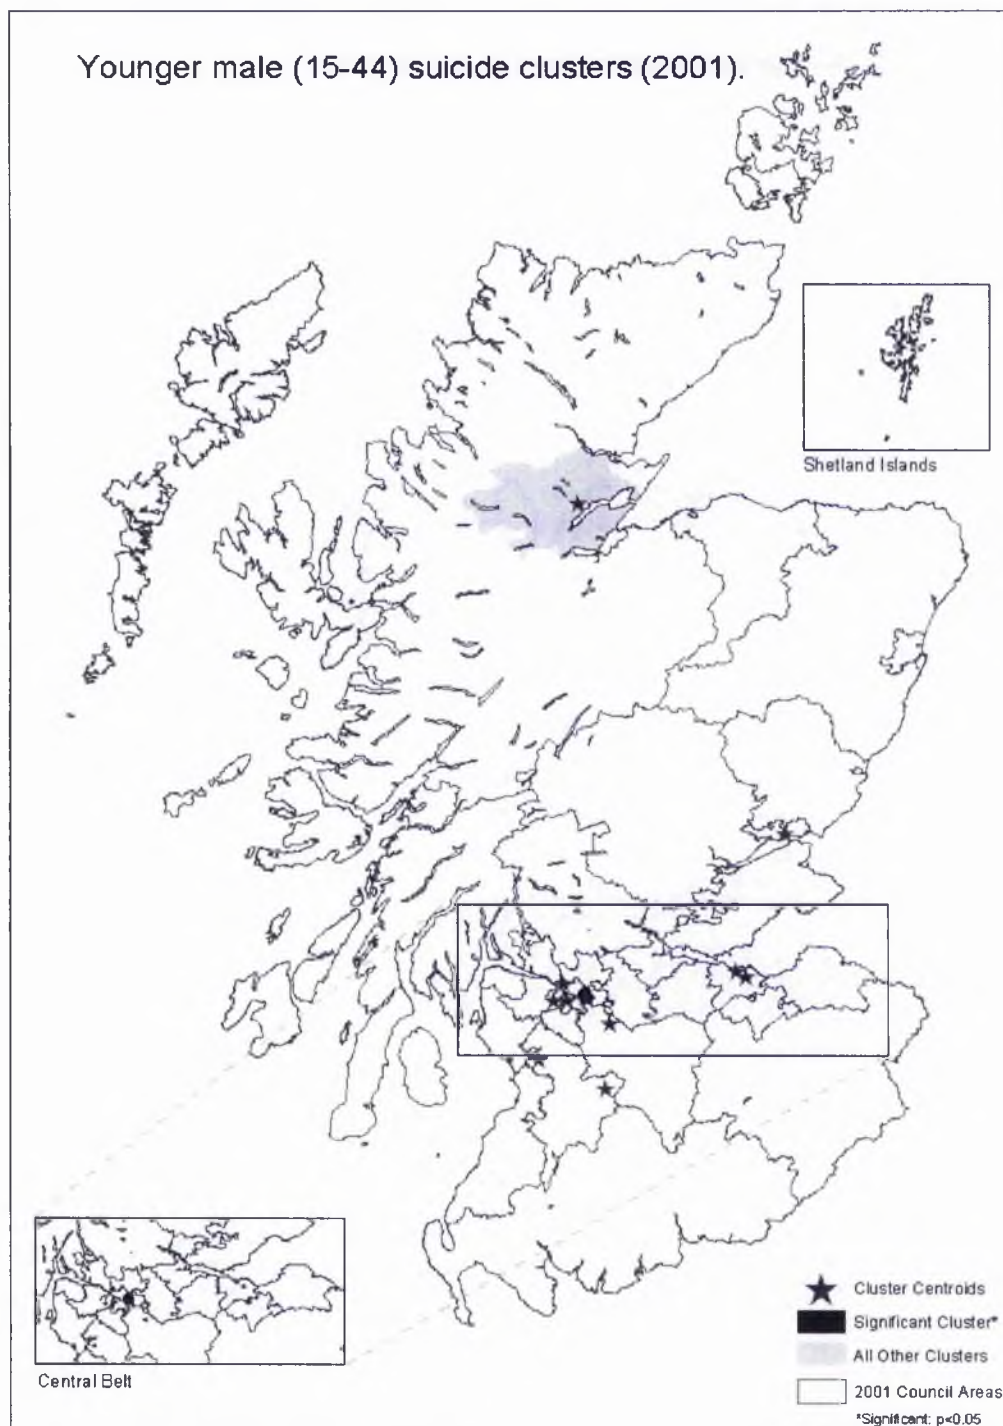 Younger male (15-44) suicide clusters (2001).
Shetland Islands
Central Belt
Cluster Centroids
Significant Cluster*
All Other Clusters
2001 Council Areas
*Significant: p<0.05